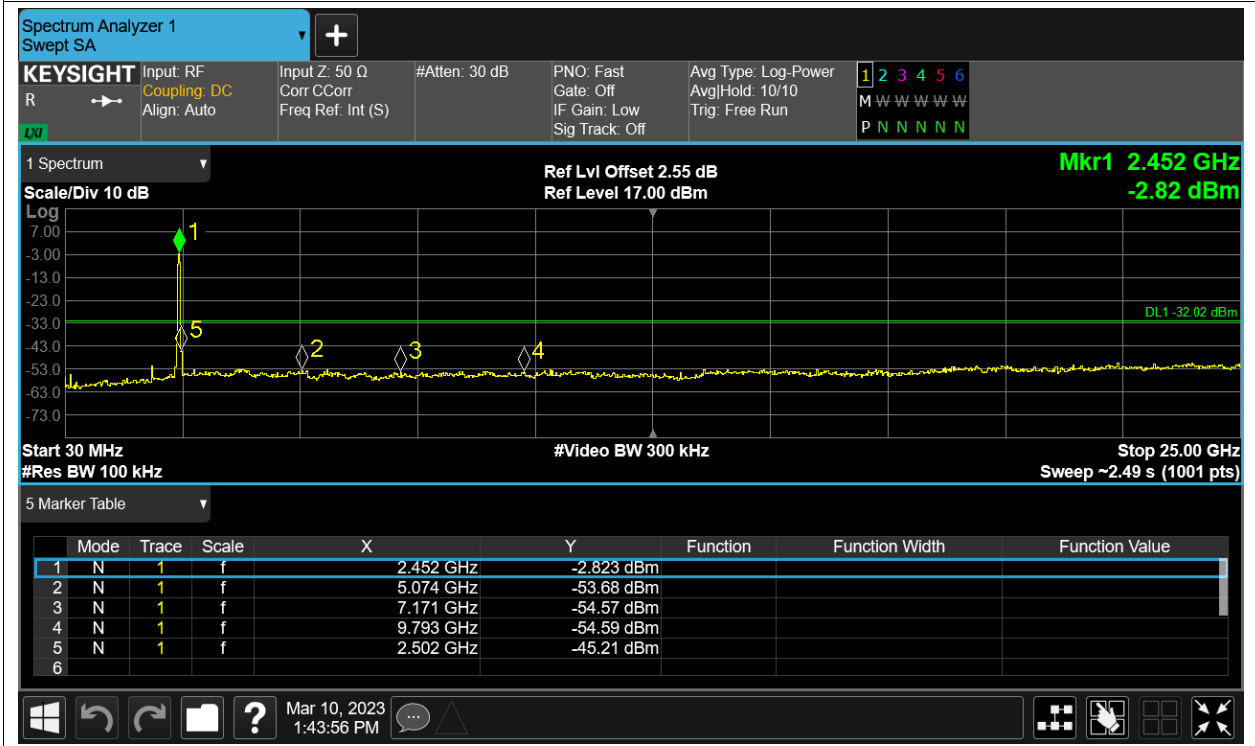 Spectrum Analyzer 1
Swept SA
+
KEYSIGHT Input: RF Input Z: 50 Ω #Atten: 30 dB PNO: Fast Avg Type: Log-Power 1 2 3 4 5 6
R Coupling: DC Corr CCorr Gate: Off Avg|Hold: 10/10 M W W W W W
Align: Auto Freq Ref: Int (S) IF Gain: Low Trig: Free Run
LXI Sig Track: Off P N N N N N
1 Spectrum Ref Lvl Offset 2.55 dB Mkr1 2.452 GHz
Scale/Div 10 dB Ref Level 17.00 dBm -2.82 dBm
Log
7.00 1
-3.00
-13.0
-23.0
DL1 -32.02 dBm
-33.0 5
-43.0 2 3 4
-53.0
-63.0
-73.0
Start 30 MHz #Video BW 300 kHz Stop 25.00 GHz
#Res BW 100 kHz Sweep ~2.49 s (1001 pts)
5 Marker Table
Mode Trace Scale X Y Function Function Width Function Value
1 N 1 f 2.452 GHz -2.823 dBm
2 N 1 f 5.074 GHz -53.68 dBm
3 N 1 f 7.171 GHz -54.57 dBm
4 N 1 f 9.793 GHz -54.59 dBm
5 N 1 f 2.502 GHz -45.21 dBm
6
? Mar 10, 2023
1:43:56 PM